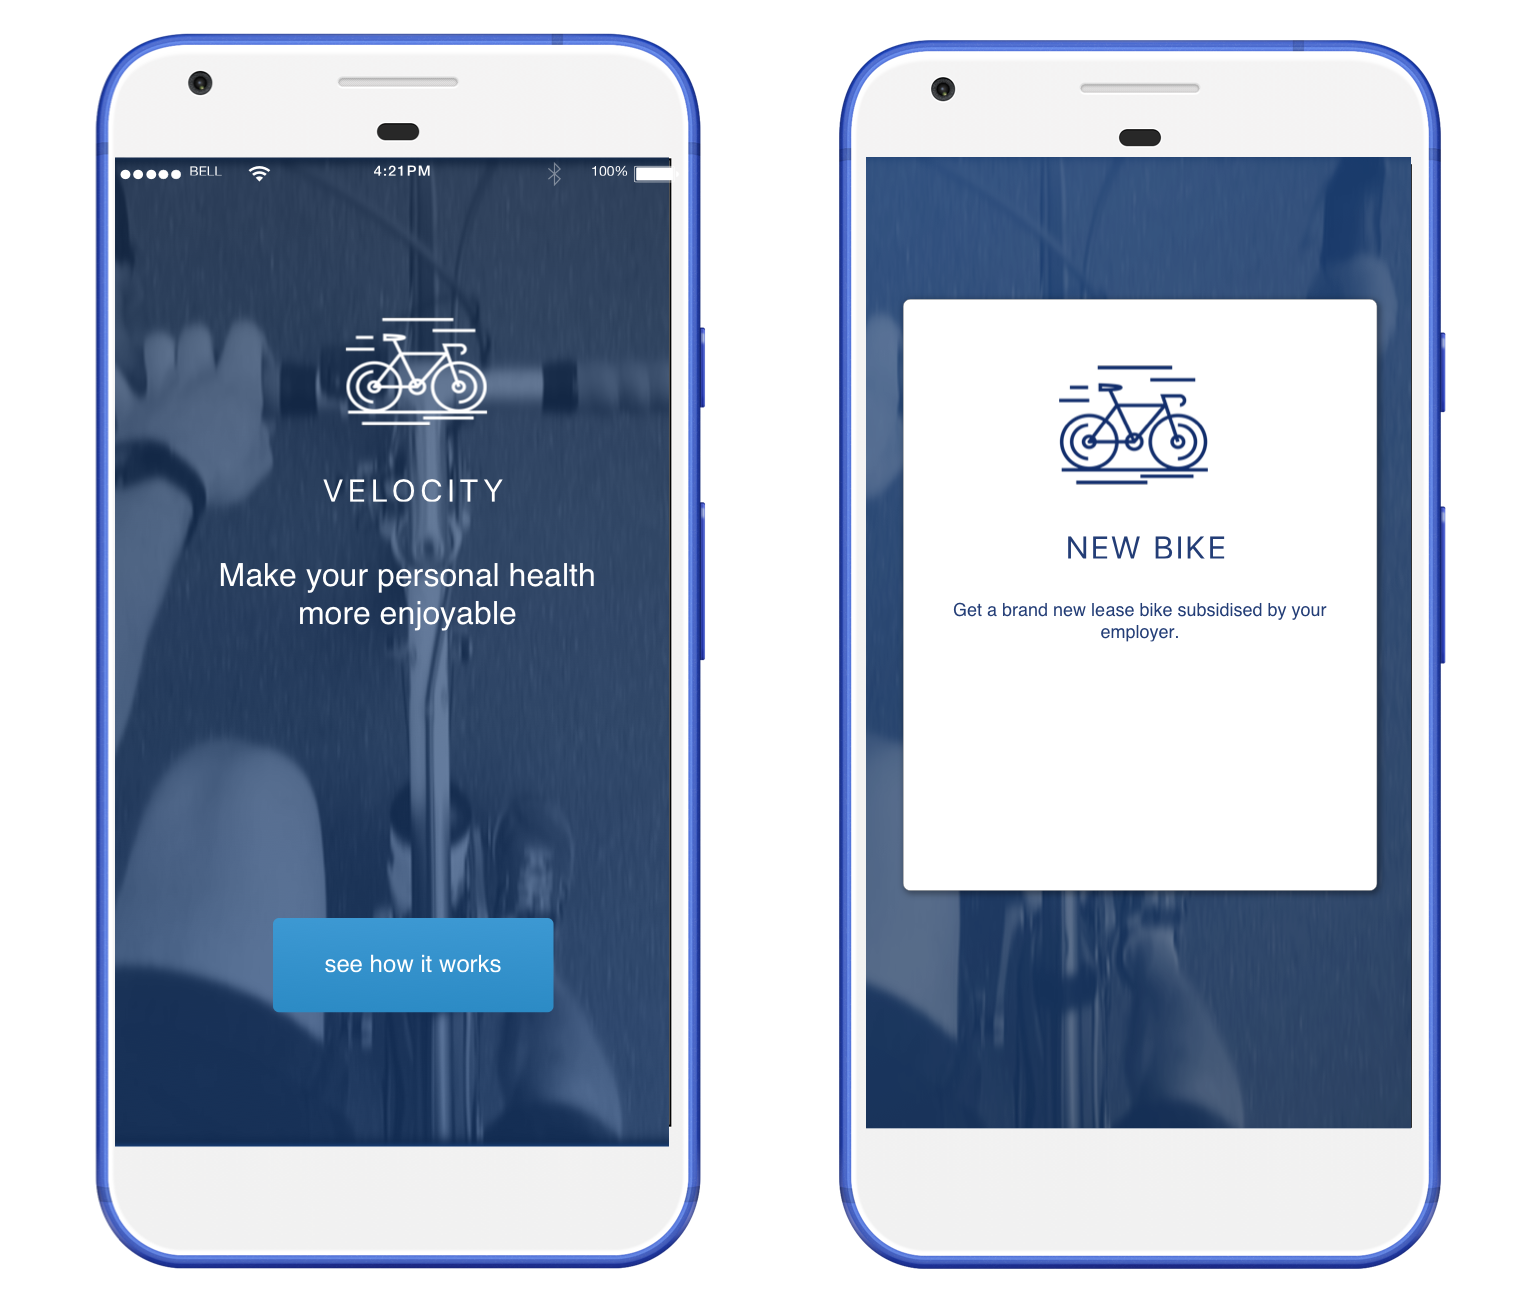 BELL 4:21PM 100%
VELOCITY
Make your personal health
more enjoyable
see how it works
NEW BIKE
Get a brand new lease bike subsidised by your
employer.